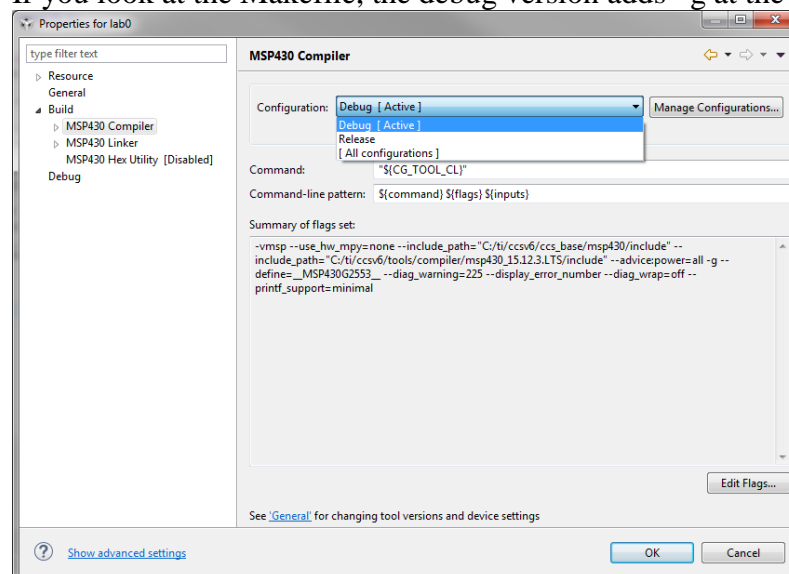 If you look at the Makefile, the debug version adds -g at the
Properties for lab0
type filter text
Resource
General
Build
MSP430 Compiler
MSP430 Linker
MSP430 Hex Utility [Disabled]
Debug
MSP430 Compiler
Configuration: Debug [ Active ] Manage Configurations...
Debug [ Active ]
Release
[ All configurations ]
Command: "${CG_TOOL_CL}"
Command-line pattern: ${command} ${flags} ${inputs}
Summary of flags set:
-vmsp --use_hw_mpy=none --include_path="C:/ti/ccsv6/ccs_base/msp430/include" --
include_path="C:/ti/ccsv6/tools/compiler/msp430_15.12.3.LTS/include" --advice:power=all -g --
define=__MSP430G2553__ --diag_warning=225 --display_error_number --diag_wrap=off --
printf_support=minimal
Edit Flags...
See 'General' for changing tool versions and device settings
Show advanced settings OK Cancel